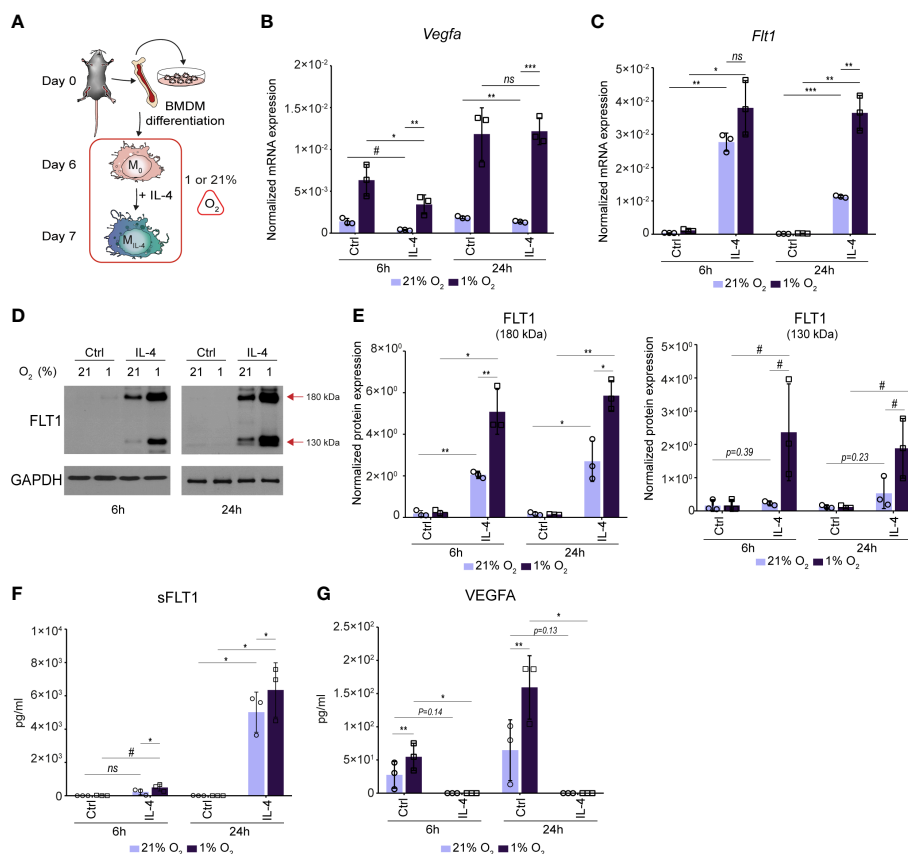 A
Day 0
BMDM
differentiation
Day 6
M0
1 or 21%
O2
+ IL-4
Day 7
MIL-4
B
Vegfa
Normalized mRNA expression
1.8×10-2
1.2×10-2
6.0×10-3
0
#
*
**
**
ns
***
Ctrl
IL-4
Ctrl
IL-4
6h
24h
21% O2 1% O2
C
Flt1
Normalized mRNA expression
6×10-2
4×10-2
2×10-2
0
**
*
ns
***
**
**
Ctrl
IL-4
Ctrl
IL-4
6h
24h
21% O2 1% O2
D
Ctrl IL-4 Ctrl IL-4
O2 (%) 21 1 21 1 21 1 21 1
FLT1
180 kDa
180 kDa
130 kDa
130 kDa
GAPDH
6h 24h
E
FLT1
(180 kDa)
Normalized protein expression
8×100
6×100
4×100
2×100
0
**
*
**
*
**
*
Ctrl
IL-4
Ctrl
IL-4
6h
24h
21% O2 1% O2
FLT1
(130 kDa)
Normalized protein expression
5×100
4×100
3×100
2×100
1×100
0
p=0.39
#
#
p=0.23
#
#
Ctrl
IL-4
Ctrl
IL-4
6h
24h
21% O2 1% O2
F
sFLT1
pg/ml
1×104
8×103
6×103
4×103
2×103
0
ns
#
*
*
*
*
Ctrl
IL-4
Ctrl
IL-4
6h
24h
21% O2 1% O2
G
VEGFA
pg/ml
2.5×102
2.0×102
1.5×102
1.0×102
5.0×101
0
**
P=0.14
*
**
p=0.13
*
Ctrl
IL-4
Ctrl
IL-4
6h
24h
21% O2 1% O2